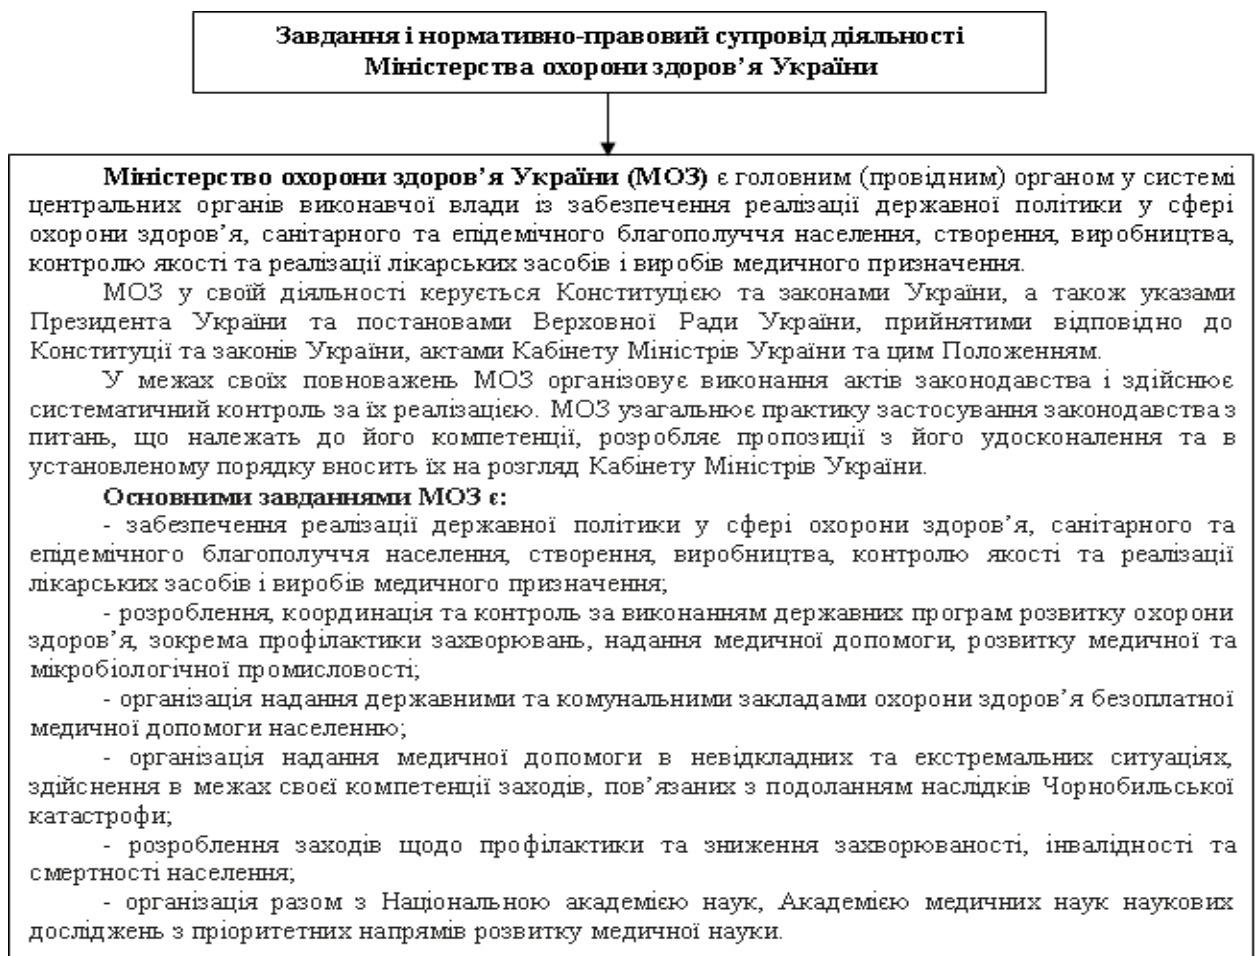 Завдання і нормативно-правовий супровід діяльності
Міністерства охорони здоров’я України
Міністерство охорони здоров’я України (МОЗ) є головним (провідним) органом у системі
центральних органів виконавчої влади із забезпечення реалізації державної політики у сфері
охорони здоров’я, санітарного та епідемічного благополуччя населення, створення, виробництва,
контролю якості та реалізації лікарських засобів і виробів медичного призначення.
МОЗ у своїй діяльності керується Конституцією та законами України, а також указами
Президента України та постановами Верховної Ради України, прийнятими відповідно до
Конституції та законів України, актами Кабінету Міністрів України та цим Положенням.
У межах своїх повноважень МОЗ організовує виконання актів законодавства і здійснює
систематичний контроль за їх реалізацією. МОЗ узагальнює практику застосування законодавства з
питань, що належать до його компетенції, розробляє пропозиції з його удосконалення та в
установленому порядку вносить їх на розгляд Кабінету Міністрів України.
Основними завданнями МОЗ є:
- забезпечення реалізації державної політики у сфері охорони здоров’я, санітарного та
епідемічного благополуччя населення, створення, виробництва, контролю якості та реалізації
лікарських засобів і виробів медичного призначення;
- розроблення, координація та контроль за виконанням державних програм розвитку охорони
здоров’я, зокрема профілактики захворювань, надання медичної допомоги, розвитку медичної та
мікробіологічної промисловості;
- організація надання державними та комунальними закладами охорони здоров’я безоплатної
медичної допомоги населенню;
- організація надання медичної допомоги в невідкладних та екстремальних ситуаціях,
здійснення в межах своєї компетенції заходів, пов’язаних з подоланням наслідків Чорнобильської
катастрофи;
- розроблення заходів щодо профілактики та зниження захворюваності, інвалідності та
смертності населення;
- організація разом з Національною академією наук, Академією медичних наук наукових
досліджень з пріоритетних напрямів розвитку медичної науки.